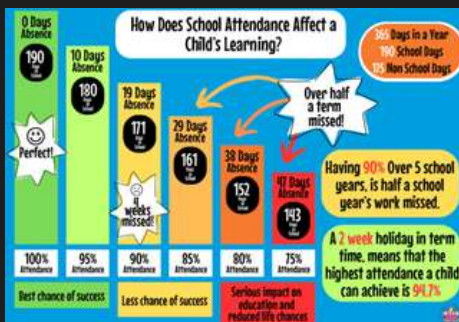 How Does School Attendance Affect a
Child's Learning?
365 Days in a Year
190 School Days
175 Non School Days
0 Days
Absence
190
Perfect!
10 Days
Absence
180
19 Days
Absence
171
4
weeks
missed!
29 Days
Absence
161
38 Days
Absence
152
47 Days
Absence
143
Over half
a term
missed!
Having 90% Over 5 school
years, is half a school
year's work missed.
A 2 week holiday in term
time, means that the
highest attendance a child
can achieve is 94.7%
100%
Attendance
95%
Attendance
90%
Attendance
85%
Attendance
80%
Attendance
75%
Attendance
Best chance of success
Less chance of success
Serious impact on
education and
reduced life chances